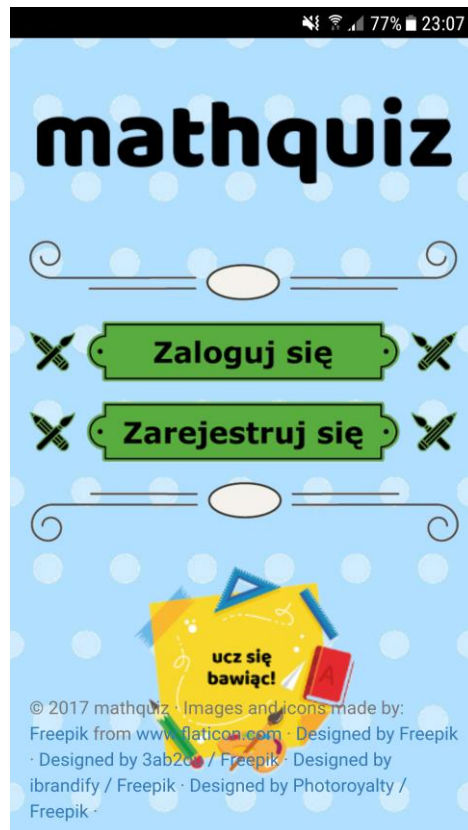 77% 23:07
mathquiz
Zaloguj się
Zarejestruj się
ucz się
bawiąc!
A
© 2017 mathquiz · Images and icons made by:
Freepik from www.flaticon.com · Designed by Freepik
· Designed by 3ab2ou / Freepik · Designed by
ibrandify / Freepik · Designed by Photoroyalty /
Freepik ·